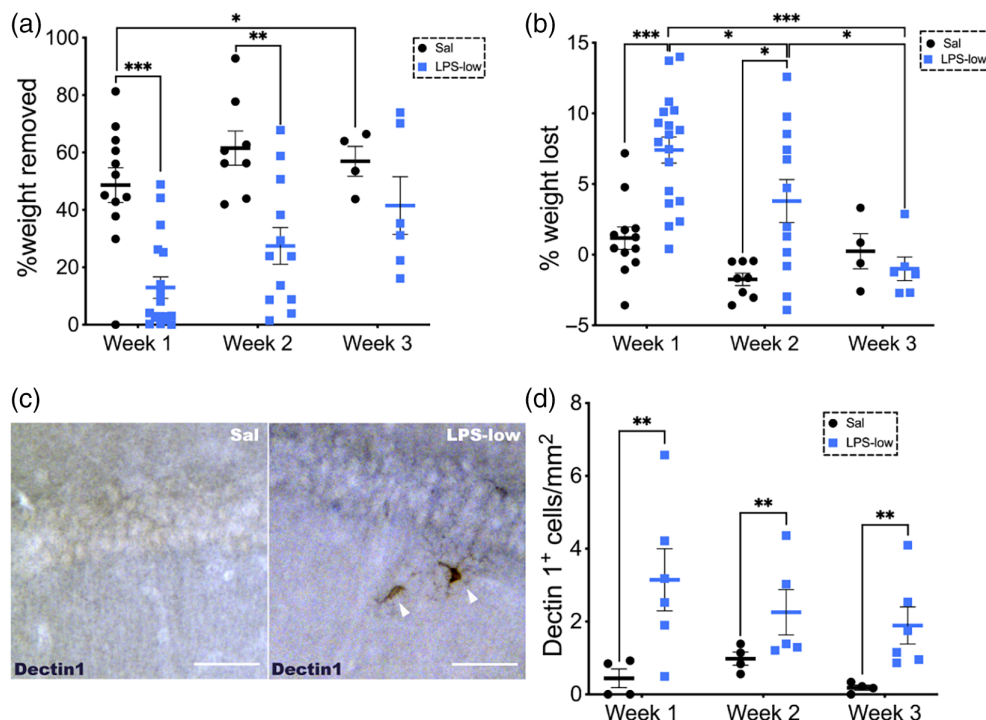 (a)
*
**
***
Sal
LPS-low
%weight removed
100
80
60
40
20
0
Week 1
Week 2
Week 3
(b)
***
***
*
*
*
Sal
LPS-low
% weight lost
15
10
5
0
–5
Week 1
Week 2
Week 3
(c)
Sal
Dectin1
LPS-low
Dectin1
(d)
**
**
**
Sal
LPS-low
Dectin 1⁺ cells/mm²
8
6
4
2
0
Week 1
Week 2
Week 3